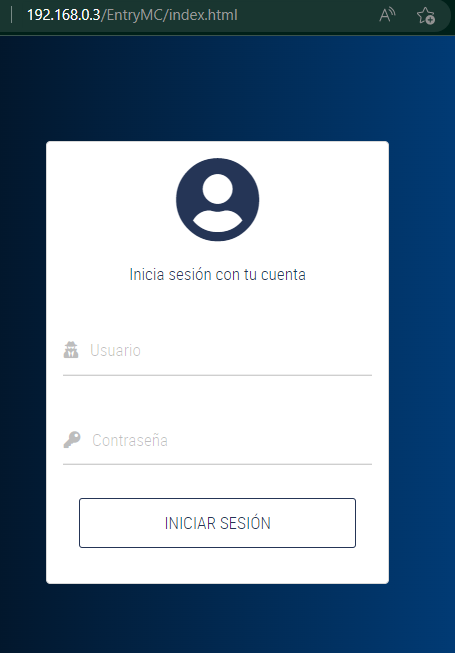 192.168.0.3/EntryMC/index.html
A
Inicia sesión con tu cuenta
Usuario
Contraseña
INICIAR SESIÓN